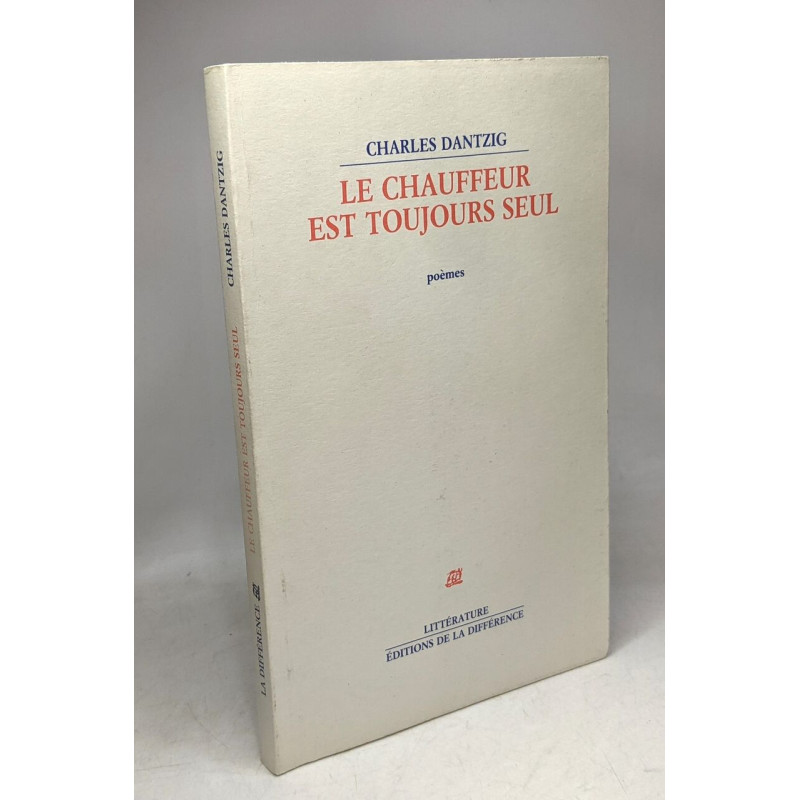 CHARLES DANTZIG
LE CHAUFFEUR
EST TOUJOURS SEUL
poèmes
LITTÉRATURE
ÉDITIONS DE LA DIFFÉRENCE
LA DIFFÉRENCE
LE CHAUFFEUR EST TOUJOURS SEUL
CHARLES DANTZIG